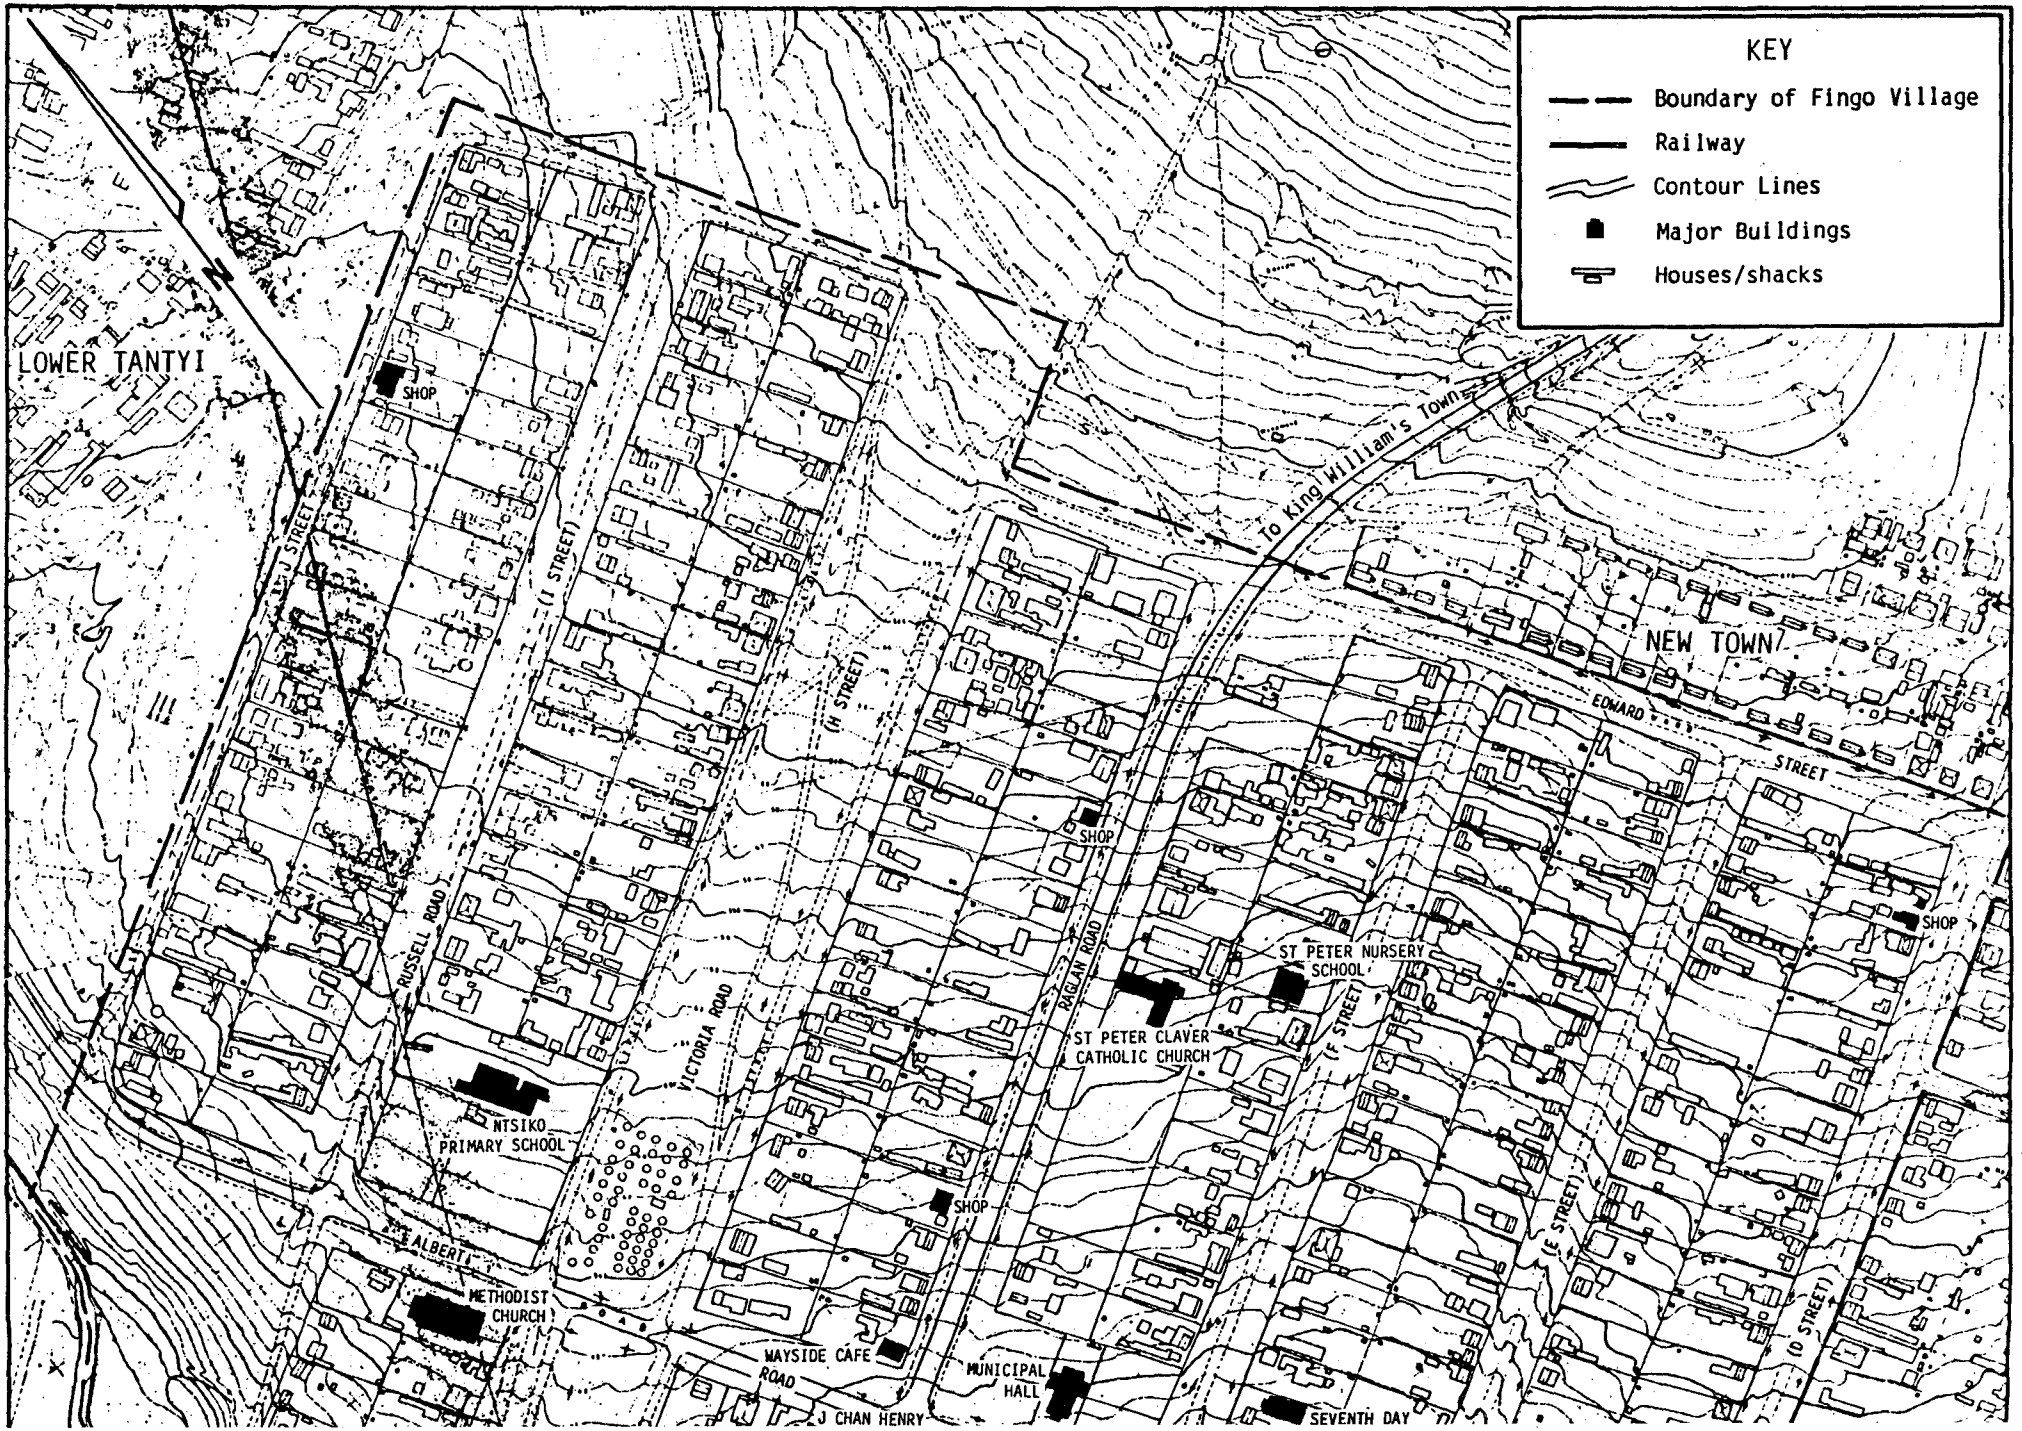 KEY
Boundary of Fingo Village
Railway
Contour Lines
Major Buildings
Houses/shacks
N
LOWER TANTYI
SHOP
To King William's Town
(J STREET)
(I STREET)
(H STREET)
NEW TOWN
EDWARD
STREET
SHOP
SHOP
RUSSELL ROAD
VICTORIA ROAD
RAGLAN ROAD
ST PETER NURSERY
SCHOOL
(F STREET)
ST PETER CLAVER
CATHOLIC CHURCH
NTSIKO
PRIMARY SCHOOL
SHOP
(E STREET)
(D STREET)
ALBERT
METHODIST
CHURCH
ROAD
WAYSIDE CAFE
MUNICIPAL
HALL
J CHAN HENRY
SEVENTH DAY